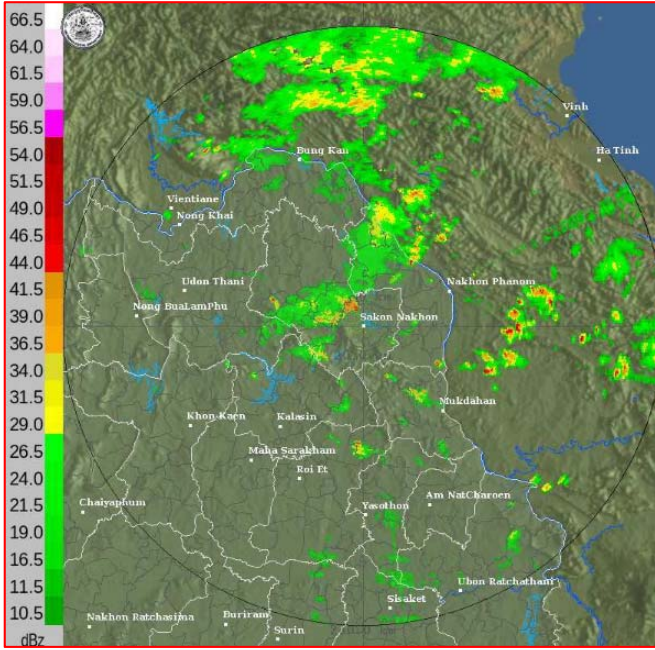 66.5
64.0
61.5
59.0
56.5
54.0
51.5
49.0
46.5
44.0
41.5
39.0
36.5
34.0
31.5
29.0
26.5
24.0
21.5
19.0
16.5
11.5
10.5
dBz
Vinh
Ha Tinh
Bung Kan
Vientiane
Nong Khai
Udon Thani
Nakhon Phanom
Nong BuaLamPhu
Sakon Nakhon
Mukdahan
Khon Kaen
Kalasin
Maha Sarakham
Roi Et
Chaiyaphum
Yasothon
Am NatCharoen
Ubon Ratchathani
Sisaket
Nakhon Ratchasima
Buriram
Surin